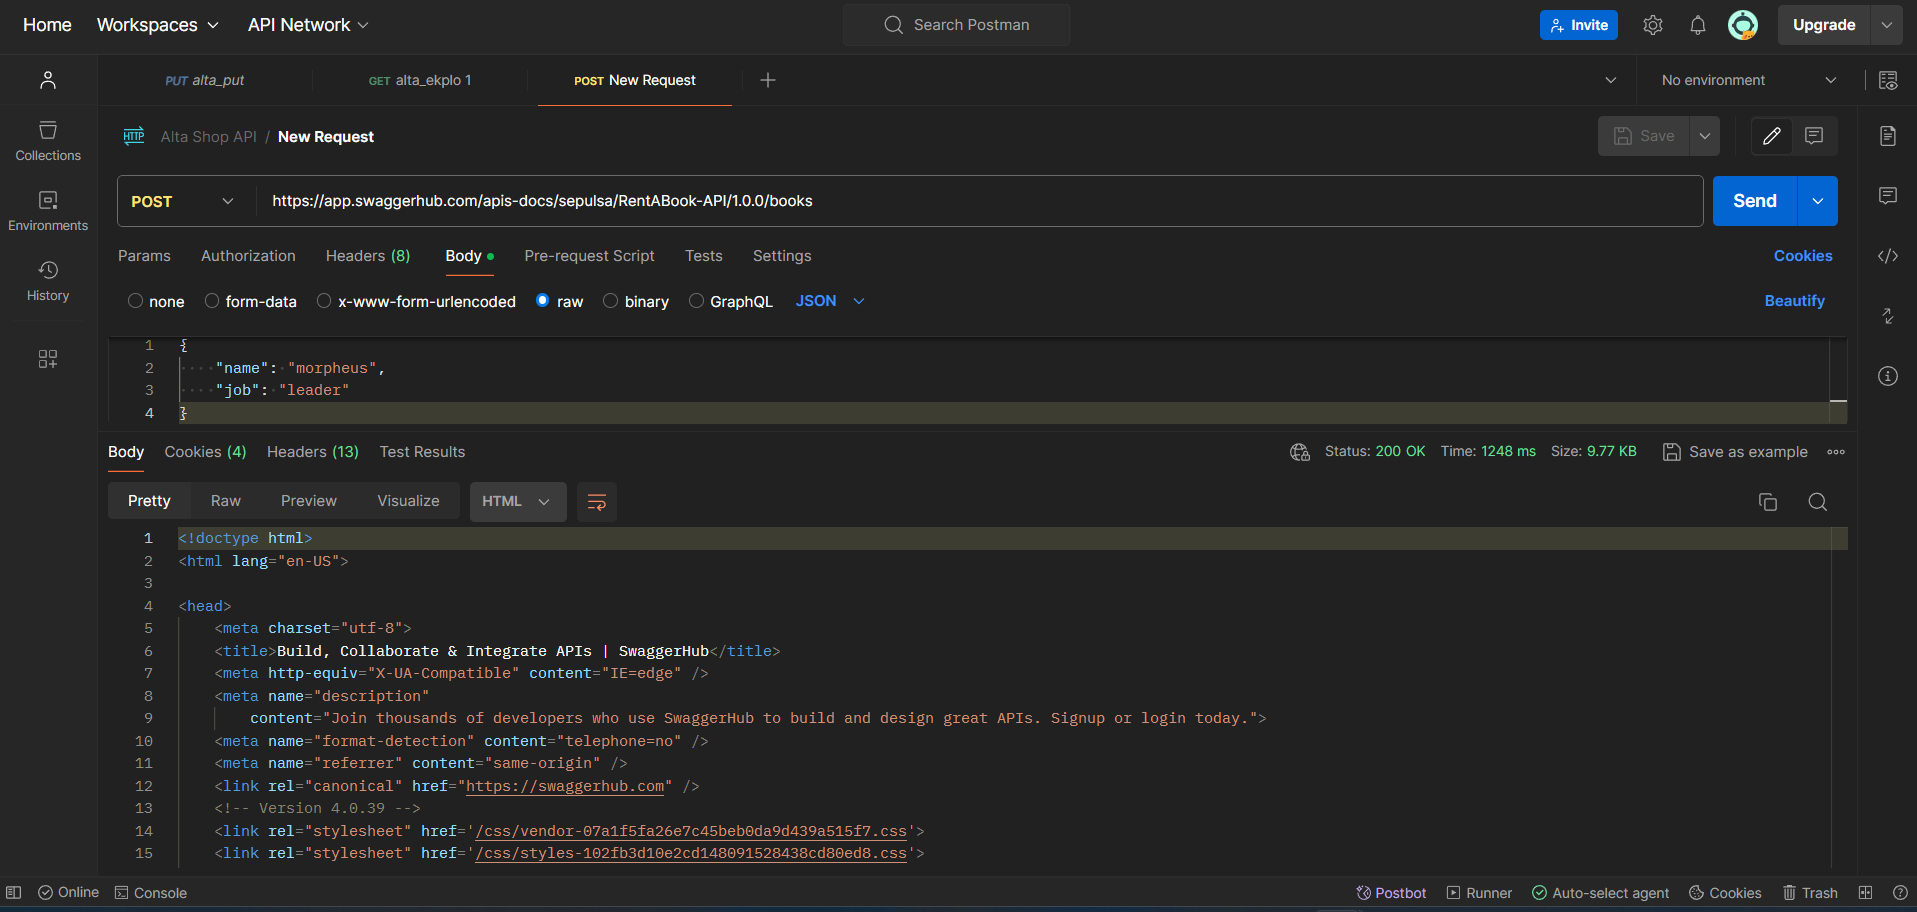 Home Workspaces API Network Search Postman Invite Upgrade
PUT alta_put GET alta_ekplo 1 POST New Request No environment
HTTP Alta Shop API / New Request Save
Collections
Environments
History
POST https://app.swaggerhub.com/apis-docs/sepulsa/RentABook-API/1.0.0/books Send
Params Authorization Headers (8) Body Pre-request Script Tests Settings Cookies
none form-data x-www-form-urlencoded raw binary GraphQL JSON Beautify
1 {
2 "name": "morpheus",
3 "job": "leader"
4 }
Body Cookies (4) Headers (13) Test Results Status: 200 OK Time: 1248 ms Size: 9.77 KB Save as example
Pretty Raw Preview Visualize HTML
1 <!doctype html>
2 <html lang="en-US">
3
4 <head>
5 <meta charset="utf-8">
6 <title>Build, Collaborate & Integrate APIs | SwaggerHub</title>
7 <meta http-equiv="X-UA-Compatible" content="IE=edge" />
8 <meta name="description"
9 content="Join thousands of developers who use SwaggerHub to build and design great APIs. Signup or login today.">
10 <meta name="format-detection" content="telephone=no" />
11 <meta name="referrer" content="same-origin" />
12 <link rel="canonical" href="https://swaggerhub.com" />
13 <!-- Version 4.0.39 -->
14 <link rel="stylesheet" href='/css/vendor-07a1f5fa26e7c45beb0da9d439a515f7.css'>
15 <link rel="stylesheet" href='/css/styles-102fb3d10e2cd148091528438cd80ed8.css'>
Online Console Postbot Runner Auto-select agent Cookies Trash